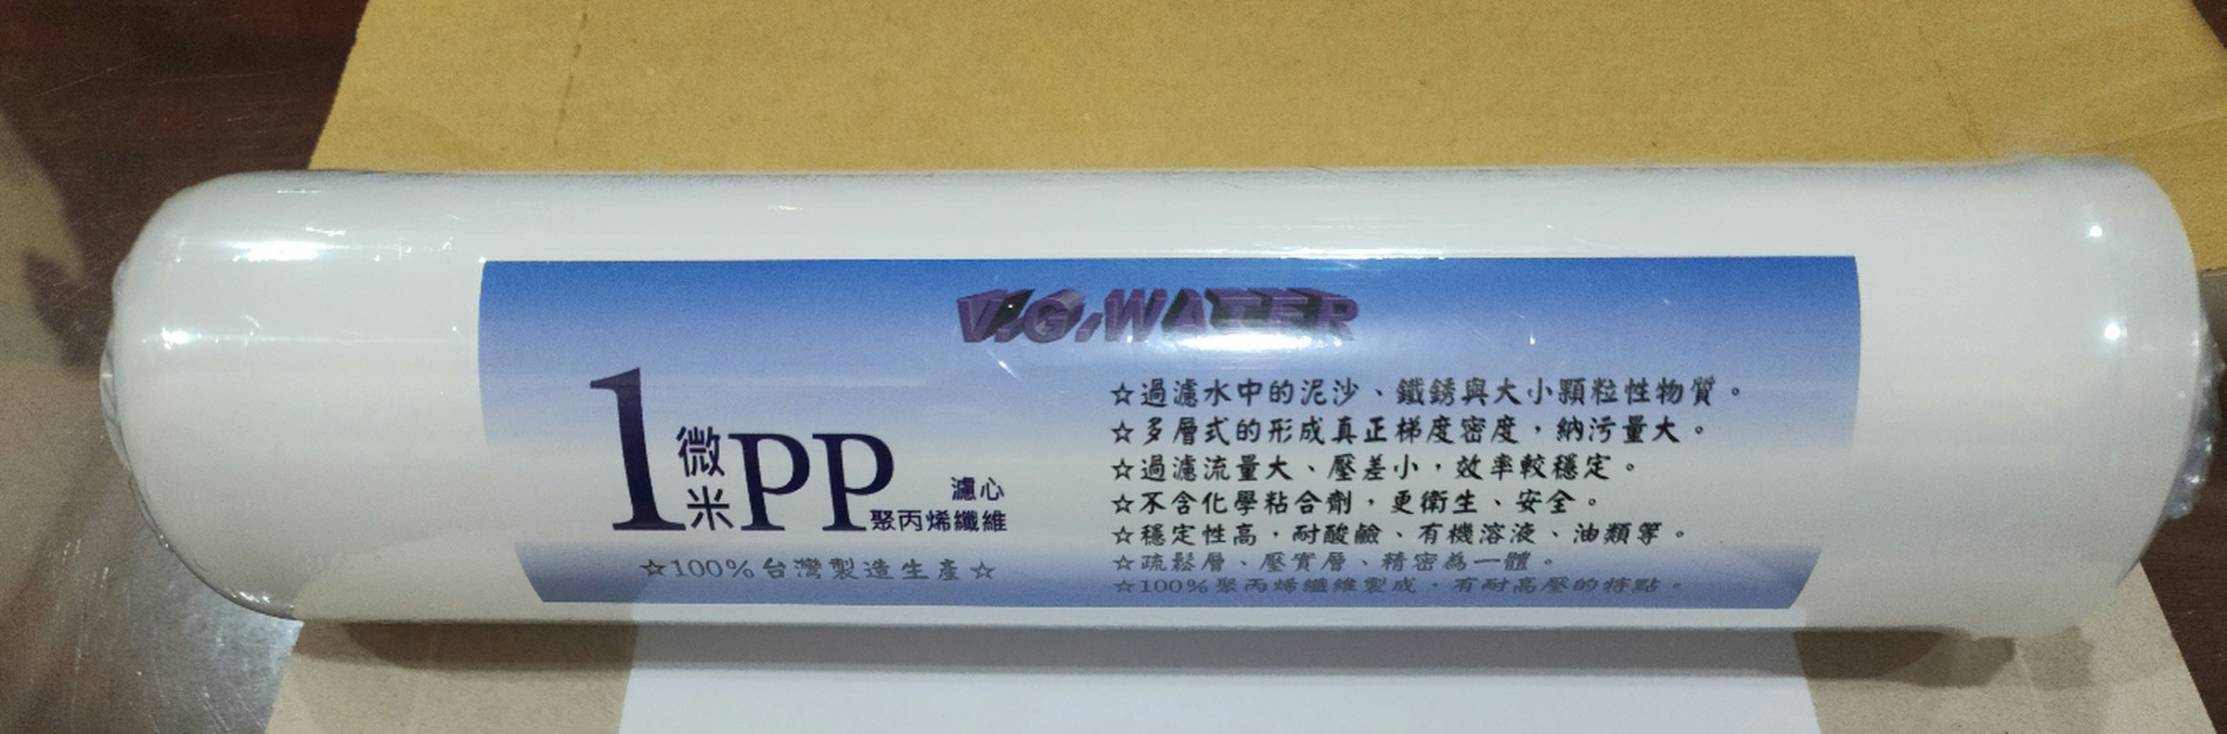 V.G.WATER
1微米PP濾心
聚丙烯纖維
☆100%台灣製造生產☆
☆過濾水中的泥沙、鐵銹與大小顆粒性物質。
☆多層式的形成真正梯度密度，納污量大。
☆過濾流量大、壓差小，效率較穩定。
☆不含化學粘合劑，更衛生、安全。
☆穩定性高，耐酸鹼、有機溶液、油類等。
☆疏鬆層、壓實層、精密為一體。
☆100%聚丙烯纖維製成，有耐高壓的特點。